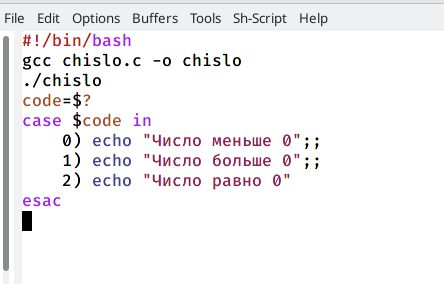 File Edit Options Buffers Tools Sh-Script Help
#!/bin/bash
gcc chislo.c -o chislo
./chislo
code=$?
case $code in
    0) echo "Число меньше 0";;
    1) echo "Число больше 0";;
    2) echo "Число равно 0"
esac